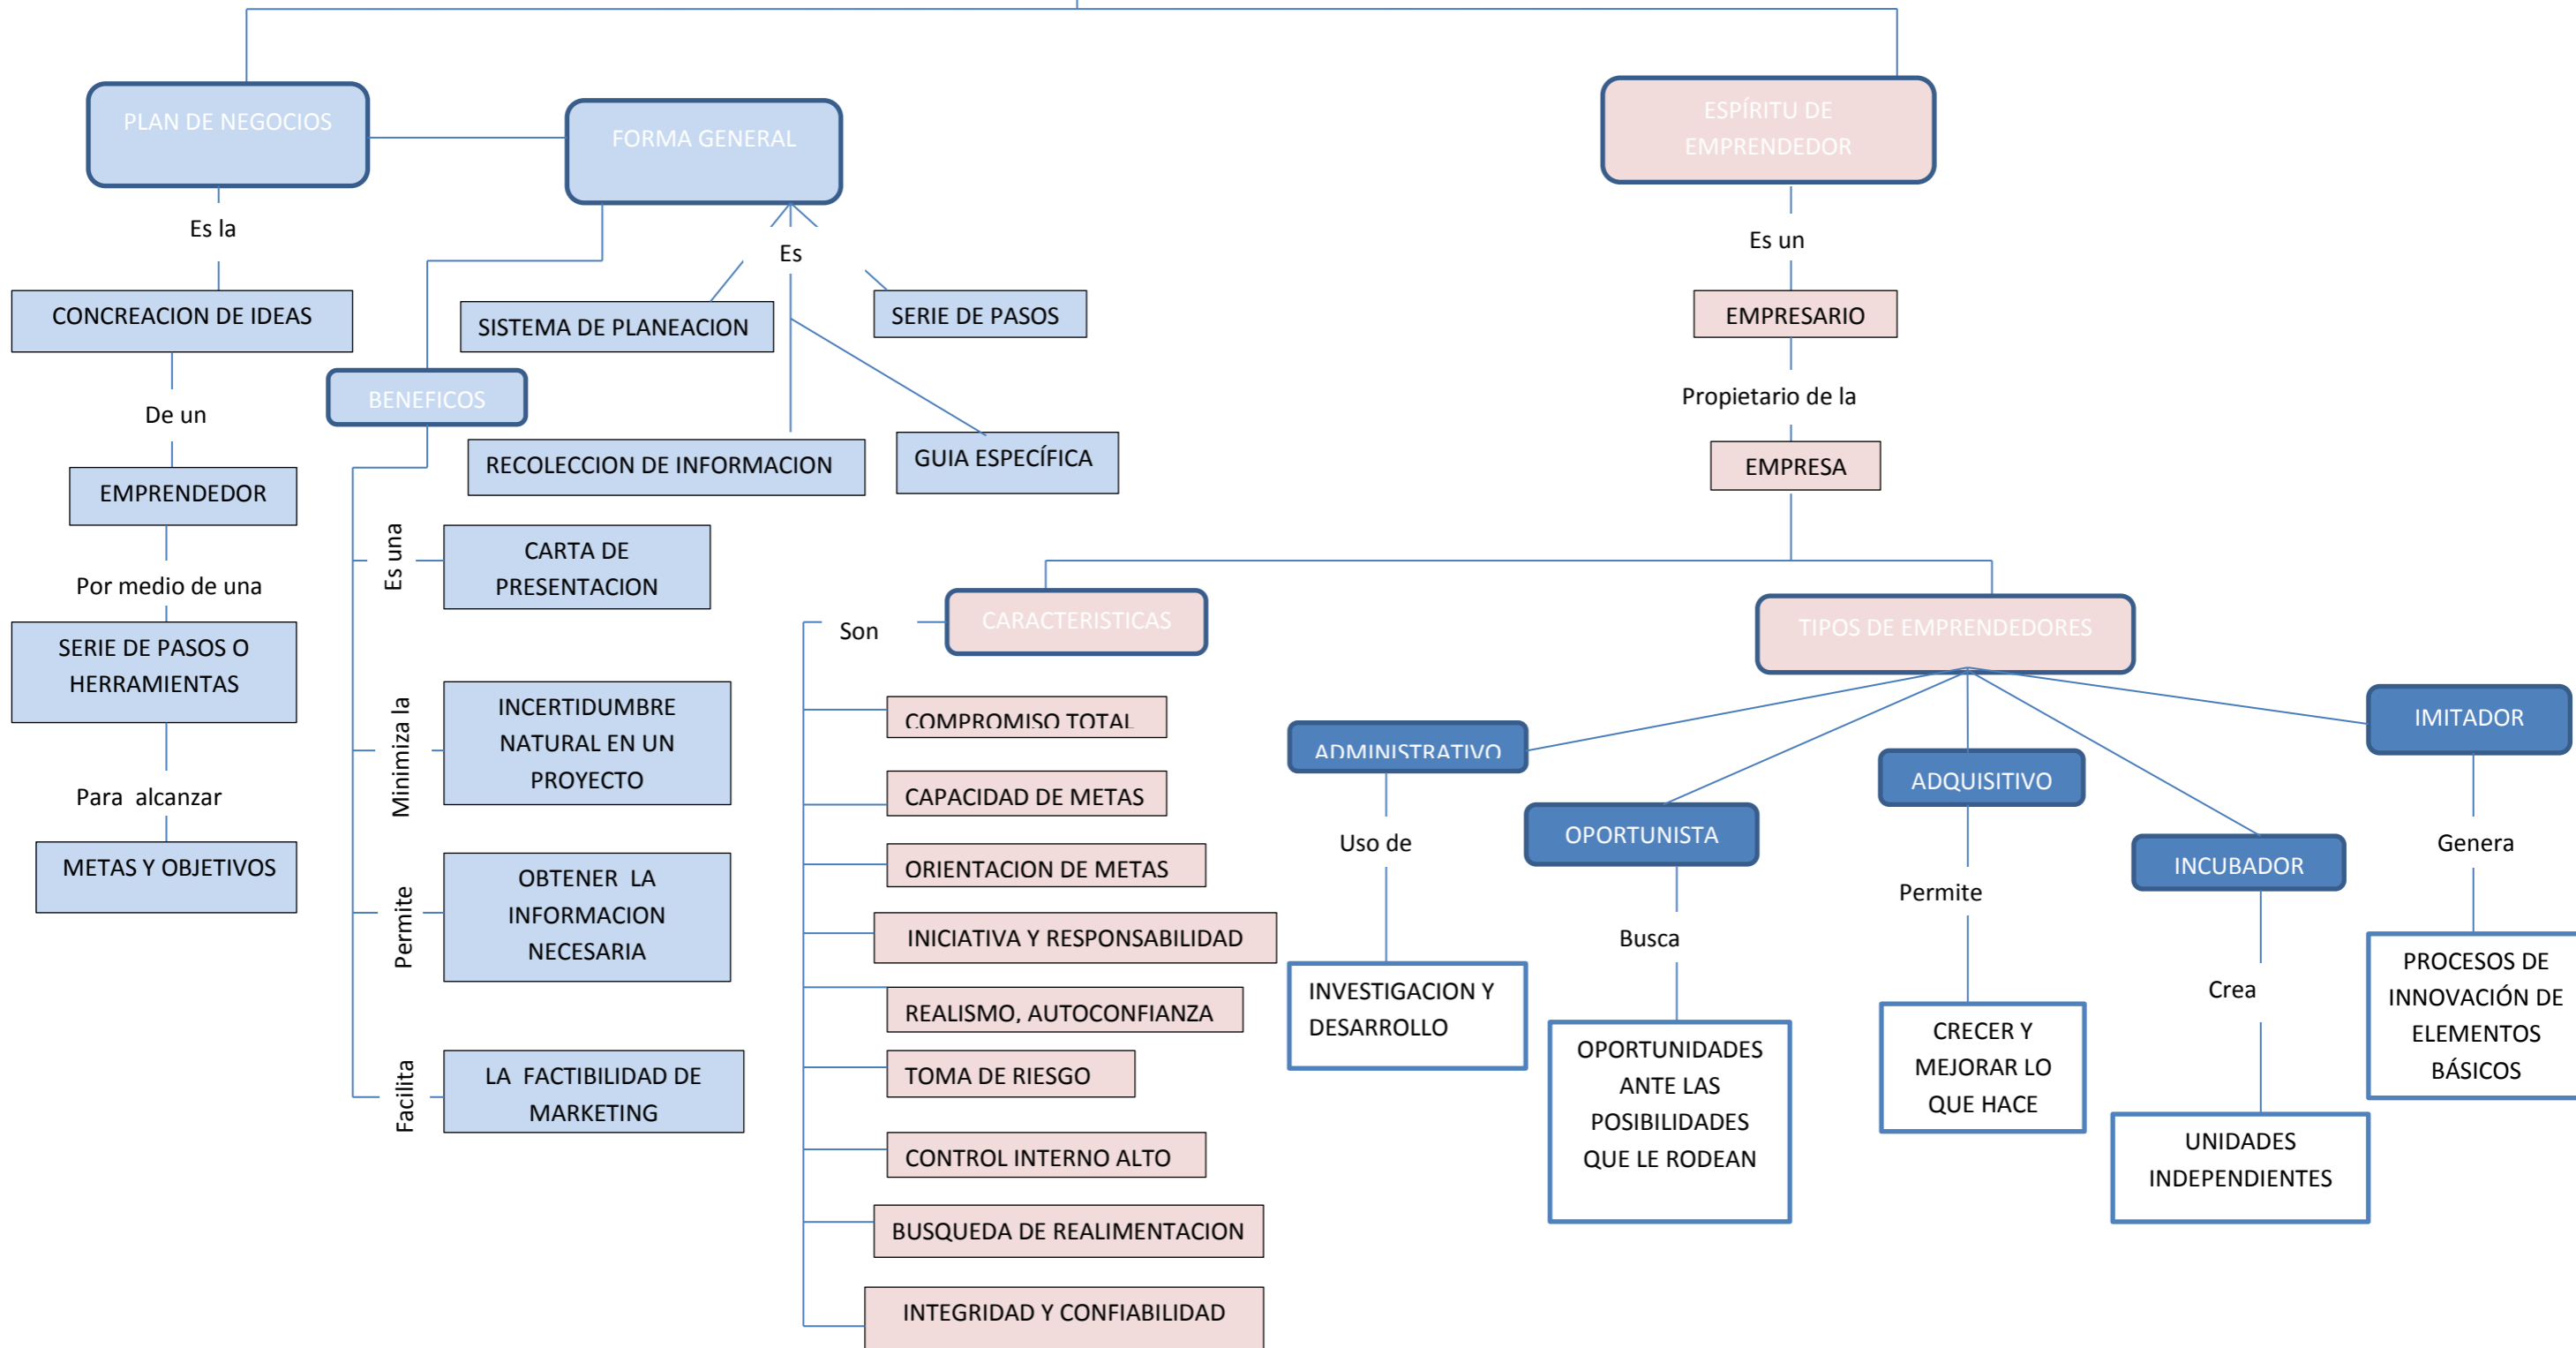 PLAN DE NEGOCIOS
Es la
CONCREACION DE IDEAS
De un
EMPRENDEDOR
Por medio de una
SERIE DE PASOS O
HERRAMIENTAS
Para  alcanzar
METAS Y OBJETIVOS
FORMA GENERAL
Es
SISTEMA DE PLANEACION
SERIE DE PASOS
RECOLECCION DE INFORMACION
GUIA ESPECÍFICA
BENEFICOS
Es una
CARTA DE
PRESENTACION
Minimiza la
INCERTIDUMBRE
NATURAL EN UN
PROYECTO
Permite
OBTENER  LA
INFORMACION
NECESARIA
Facilita
LA  FACTIBILIDAD DE
MARKETING
ESPÍRITU DE
EMPRENDEDOR
Es un
EMPRESARIO
Propietario de la
EMPRESA
CARACTERISTICAS
Son
COMPROMISO TOTAL
CAPACIDAD DE METAS
ORIENTACION DE METAS
INICIATIVA Y RESPONSABILIDAD
REALISMO, AUTOCONFIANZA
TOMA DE RIESGO
CONTROL INTERNO ALTO
BUSQUEDA DE REALIMENTACION
INTEGRIDAD Y CONFIABILIDAD
TIPOS DE EMPRENDEDORES
ADMINISTRATIVO
Uso de
INVESTIGACION Y
DESARROLLO
OPORTUNISTA
Busca
OPORTUNIDADES
ANTE LAS
POSIBILIDADES
QUE LE RODEAN
ADQUISITIVO
Permite
CRECER Y
MEJORAR LO
QUE HACE
INCUBADOR
Crea
UNIDADES
INDEPENDIENTES
IMITADOR
Genera
PROCESOS DE
INNOVACIÓN DE
ELEMENTOS
BÁSICOS